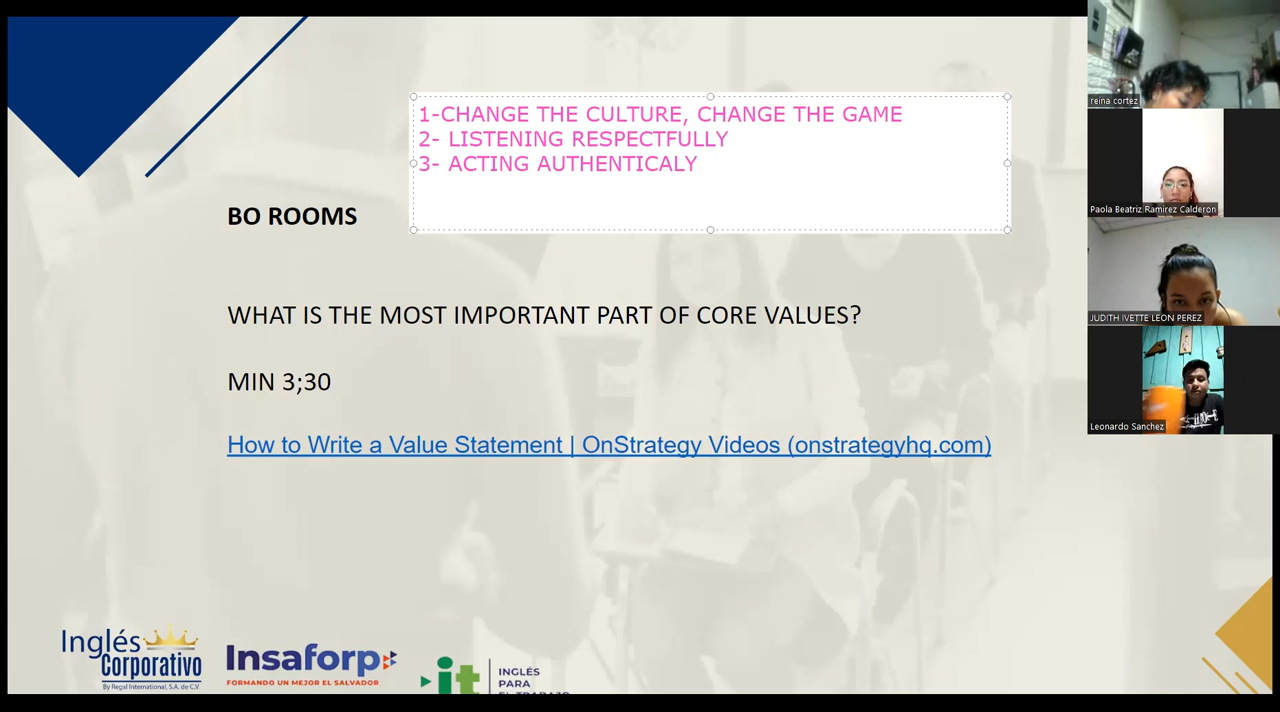 1-CHANGE THE CULTURE, CHANGE THE GAME
2- LISTENING RESPECTFULLY
3- ACTING AUTHENTICALY
BO ROOMS
WHAT IS THE MOST IMPORTANT PART OF CORE VALUES?
MIN 3;30
How to Write a Value Statement | OnStrategy Videos (onstrategyhq.com)
Inglés
Corporativo
By Regal International, S.A. de C.V.
Insaforp
FORMANDO UN MEJOR EL SALVADOR
it
INGLÉS
PARA
EL TRABAJO
reina cortez
Paola Beatriz Ramirez Calderon
JUDITH IVETTE LEON PEREZ
Leonardo Sanchez